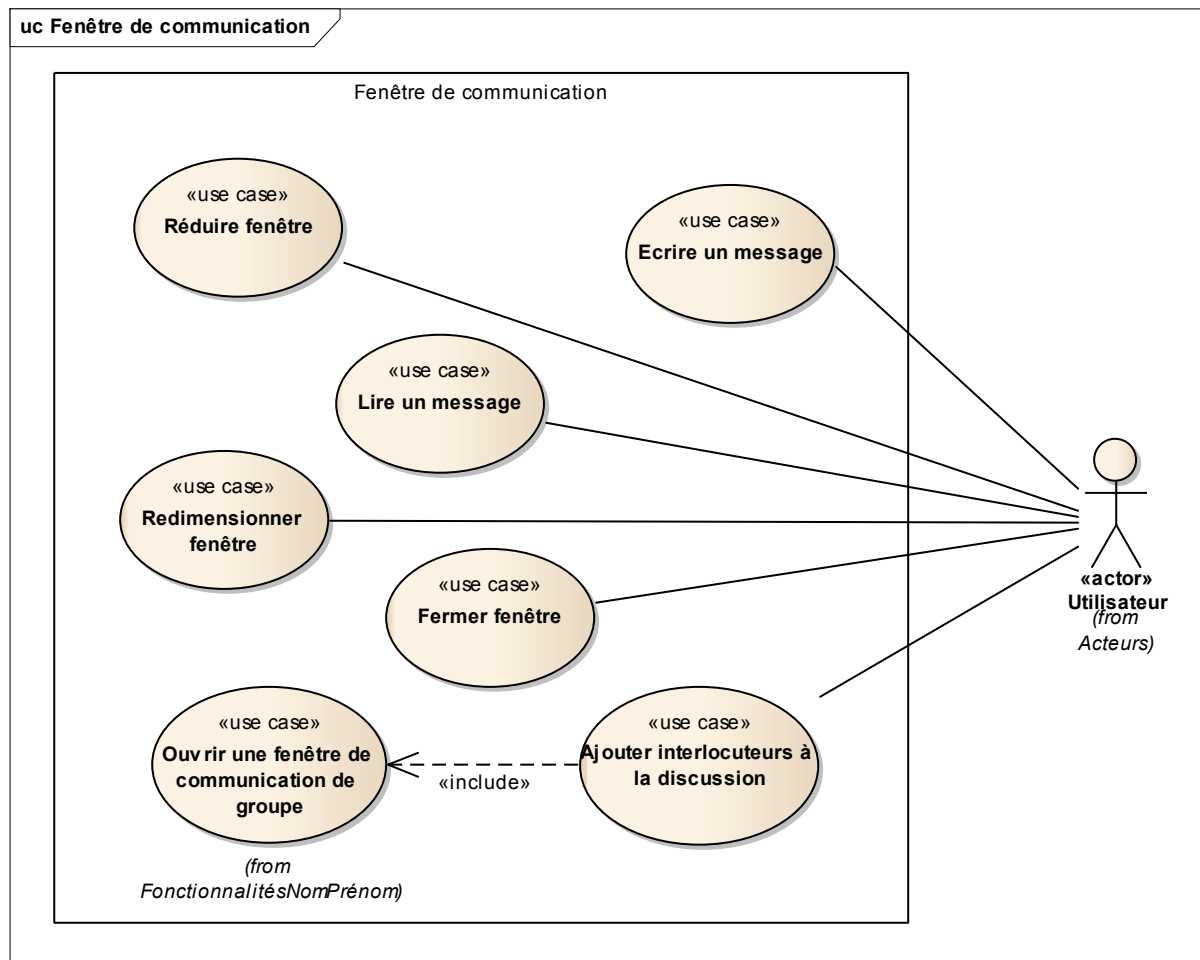 uc Fenêtre de communication
Fenêtre de communication
«use case»
Réduire fenêtre
«use case»
Ecrire un message
«use case»
Lire un message
«use case»
Redimensionner
fenêtre
«use case»
Fermer fenêtre
«actor»
Utilisateur
(from
Acteurs)
«use case»
Ouvrir une fenêtre de
communication de
groupe
«include»
«use case»
Ajouter interlocuteurs à
la discussion
(from
FonctionnalitésNomPrénom)